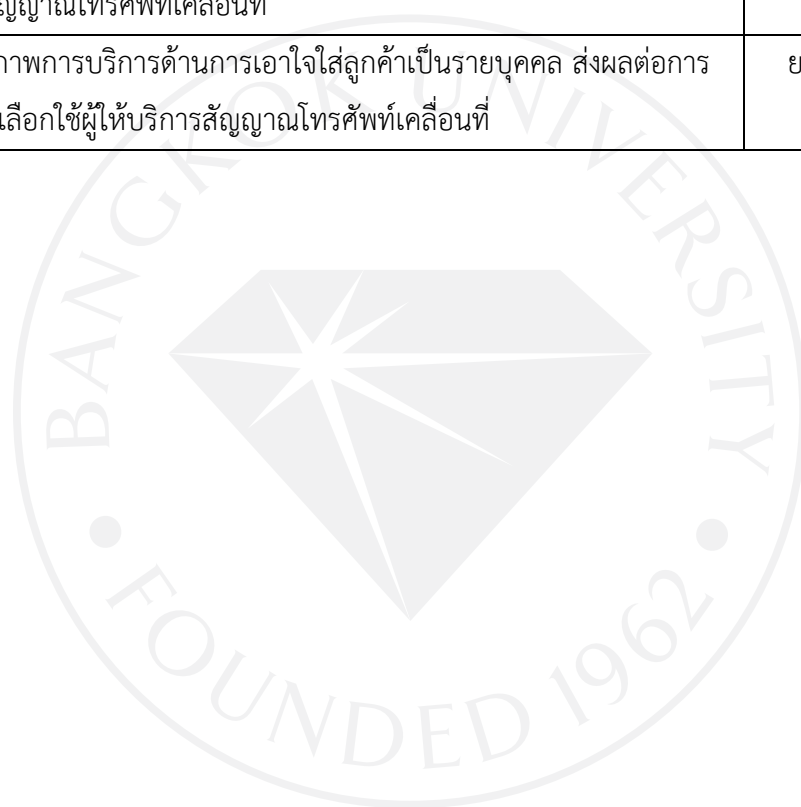 ญญาณโทรศัพท์เคลื่อนที่
ภาพการบริการด้านการเอาใจใส่ลูกค้าเป็นรายบุคคล ส่งผลต่อการ ย
เลือกใช้ผู้ให้บริการสัญญาณโทรศัพท์เคลื่อนที่
BANGKOK UNIVERSITY
• FOUNDED 1962 •